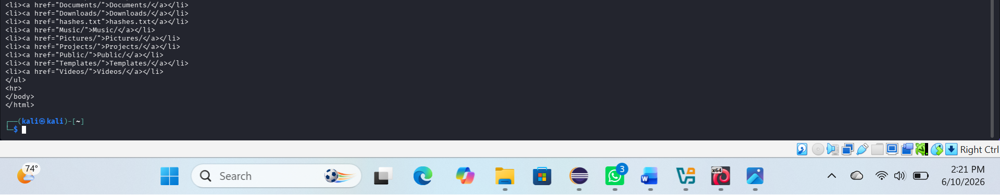 <li><a href="Documents/">Documents/</a></li>
<li><a href="Downloads/">Downloads/</a></li>
<li><a href="hashes.txt">hashes.txt</a></li>
<li><a href="Music/">Music/</a></li>
<li><a href="Pictures/">Pictures/</a></li>
<li><a href="Projects/">Projects/</a></li>
<li><a href="Public/">Public/</a></li>
<li><a href="Templates/">Templates/</a></li>
<li><a href="Videos/">Videos/</a></li>
</ul>
<hr>
</body>
</html>
┌──(kali㉿kali)-[~]
└─$
Right Ctrl
74°
Search
3
W
x64
2:21 PM
6/10/2026